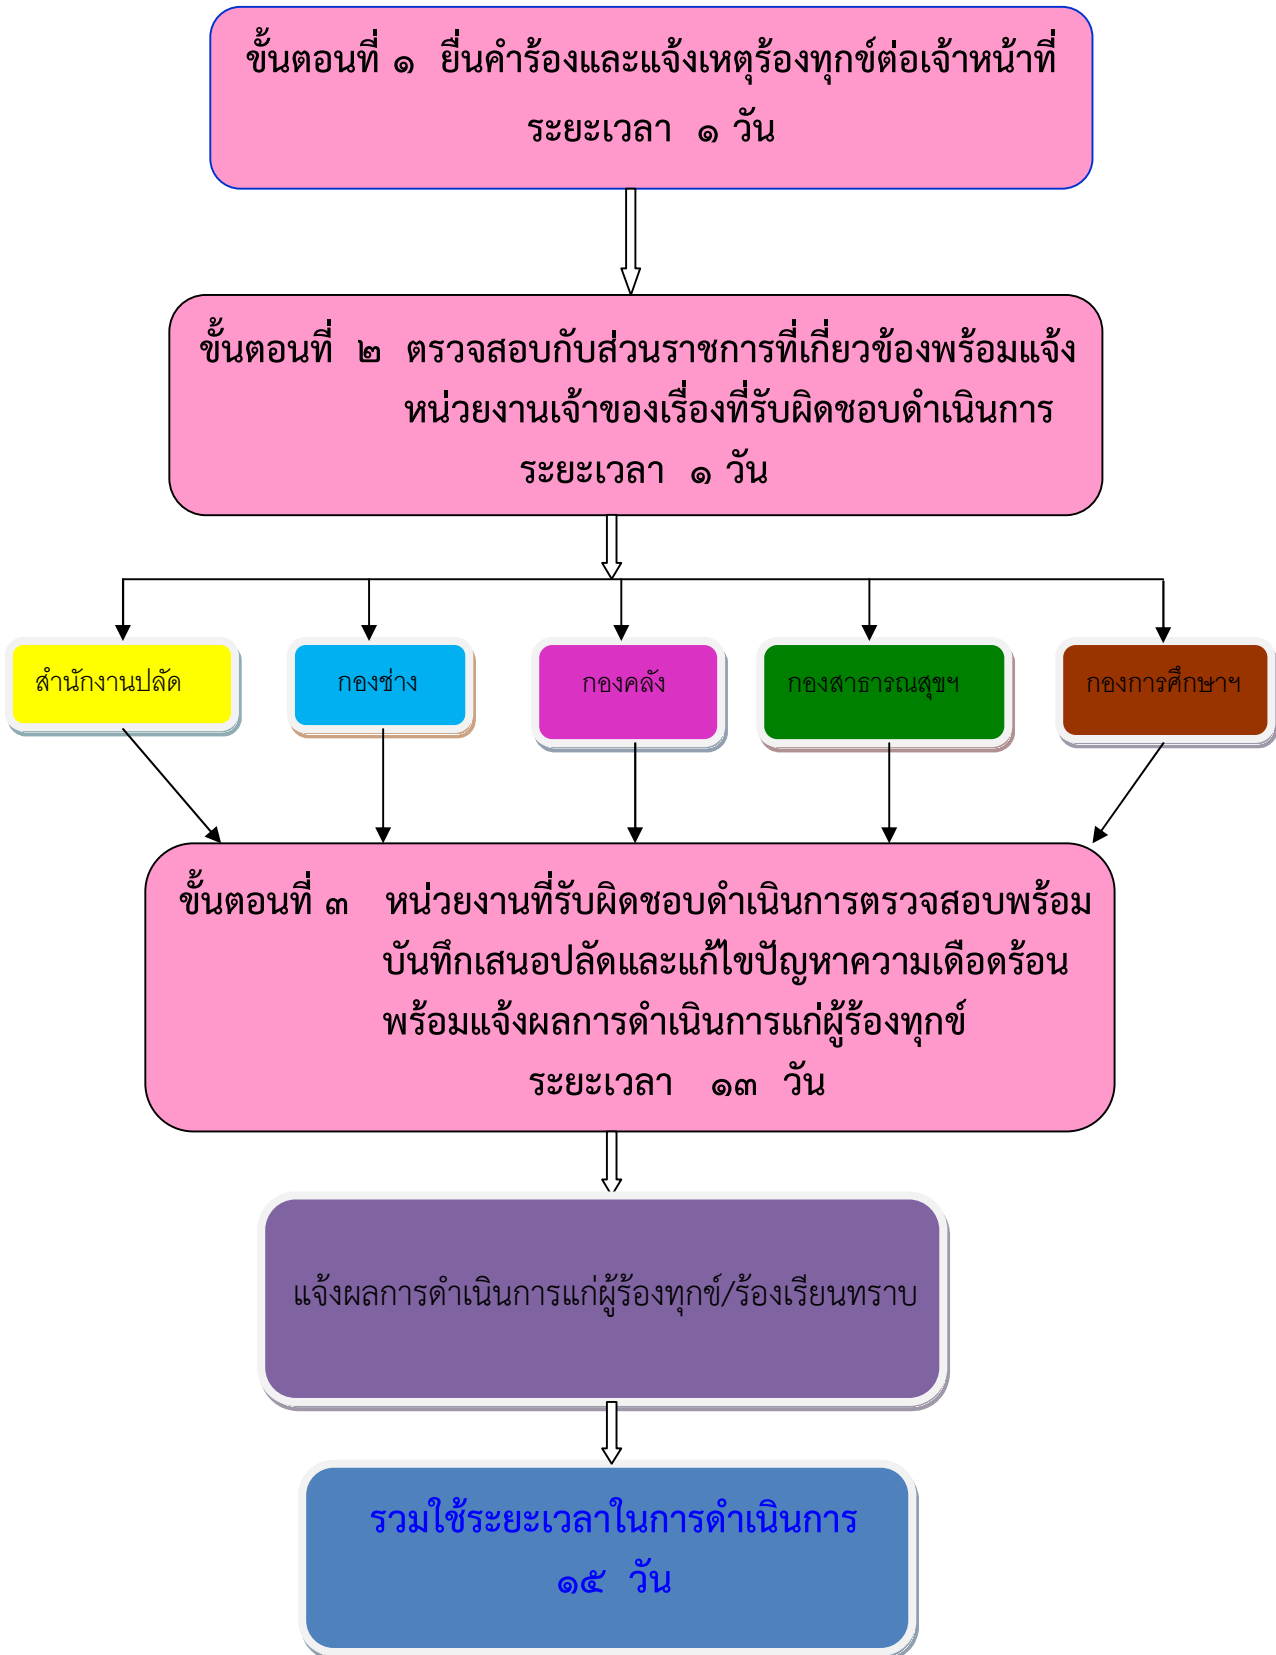 ขั้นตอนที่ ๑ ยื่นคำร้องและแจ้งเหตุร้องทุกข์ต่อเจ้าหน้าที่
ระยะเวลา ๑ วัน
ขั้นตอนที่ ๒ ตรวจสอบกับส่วนราชการที่เกี่ยวข้องพร้อมแจ้ง
หน่วยงานเจ้าของเรื่องที่รับผิดชอบดำเนินการ
ระยะเวลา ๑ วัน
สำนักงานปลัด
กองช่าง
กองคลัง
กองสาธารณสุขฯ
กองการศึกษาฯ
ขั้นตอนที่ ๓ หน่วยงานที่รับผิดชอบดำเนินการตรวจสอบพร้อม
บันทึกเสนอปลัดและแก้ไขปัญหาความเดือดร้อน
พร้อมแจ้งผลการดำเนินการแก่ผู้ร้องทุกข์
ระยะเวลา ๑๓ วัน
แจ้งผลการดำเนินการแก่ผู้ร้องทุกข์/ร้องเรียนทราบ
รวมใช้ระยะเวลาในการดำเนินการ
๑๕ วัน